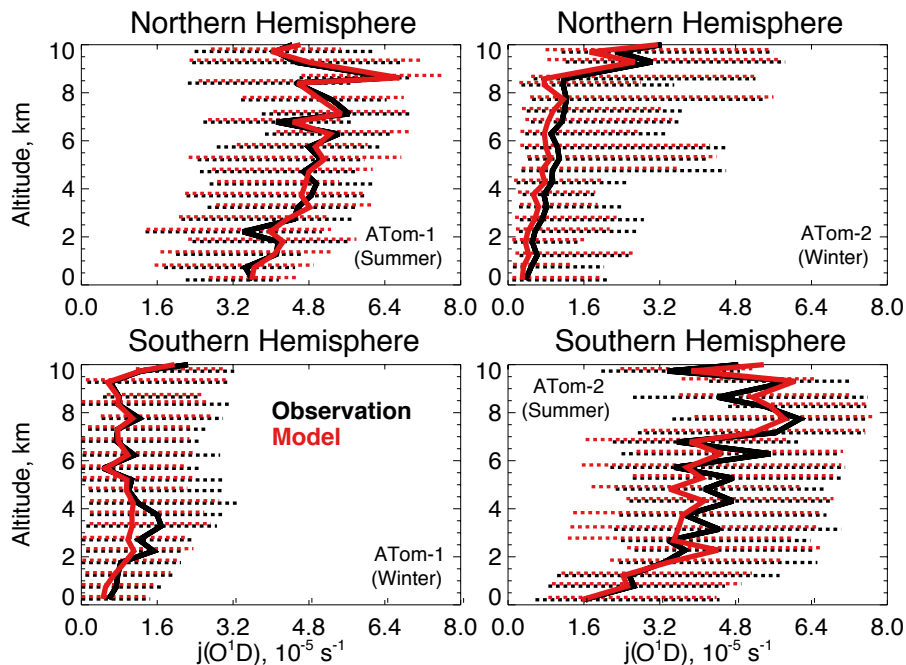 Northern Hemisphere
Altitude, km
10
8
6
4
2
0
ATom-1
(Summer)
0.0 1.6 3.2 4.8 6.4 8.0
Northern Hemisphere
10
8
6
4
2
0
ATom-2
(Winter)
0.0 1.6 3.2 4.8 6.4 8.0
Southern Hemisphere
Altitude, km
10
8
6
4
2
0
Observation
Model
ATom-1
(Winter)
0.0 1.6 3.2 4.8 6.4 8.0
j(O¹D), 10⁻⁵ s⁻¹
Southern Hemisphere
10
8
6
4
2
0
ATom-2
(Summer)
0.0 1.6 3.2 4.8 6.4 8.0
j(O¹D), 10⁻⁵ s⁻¹